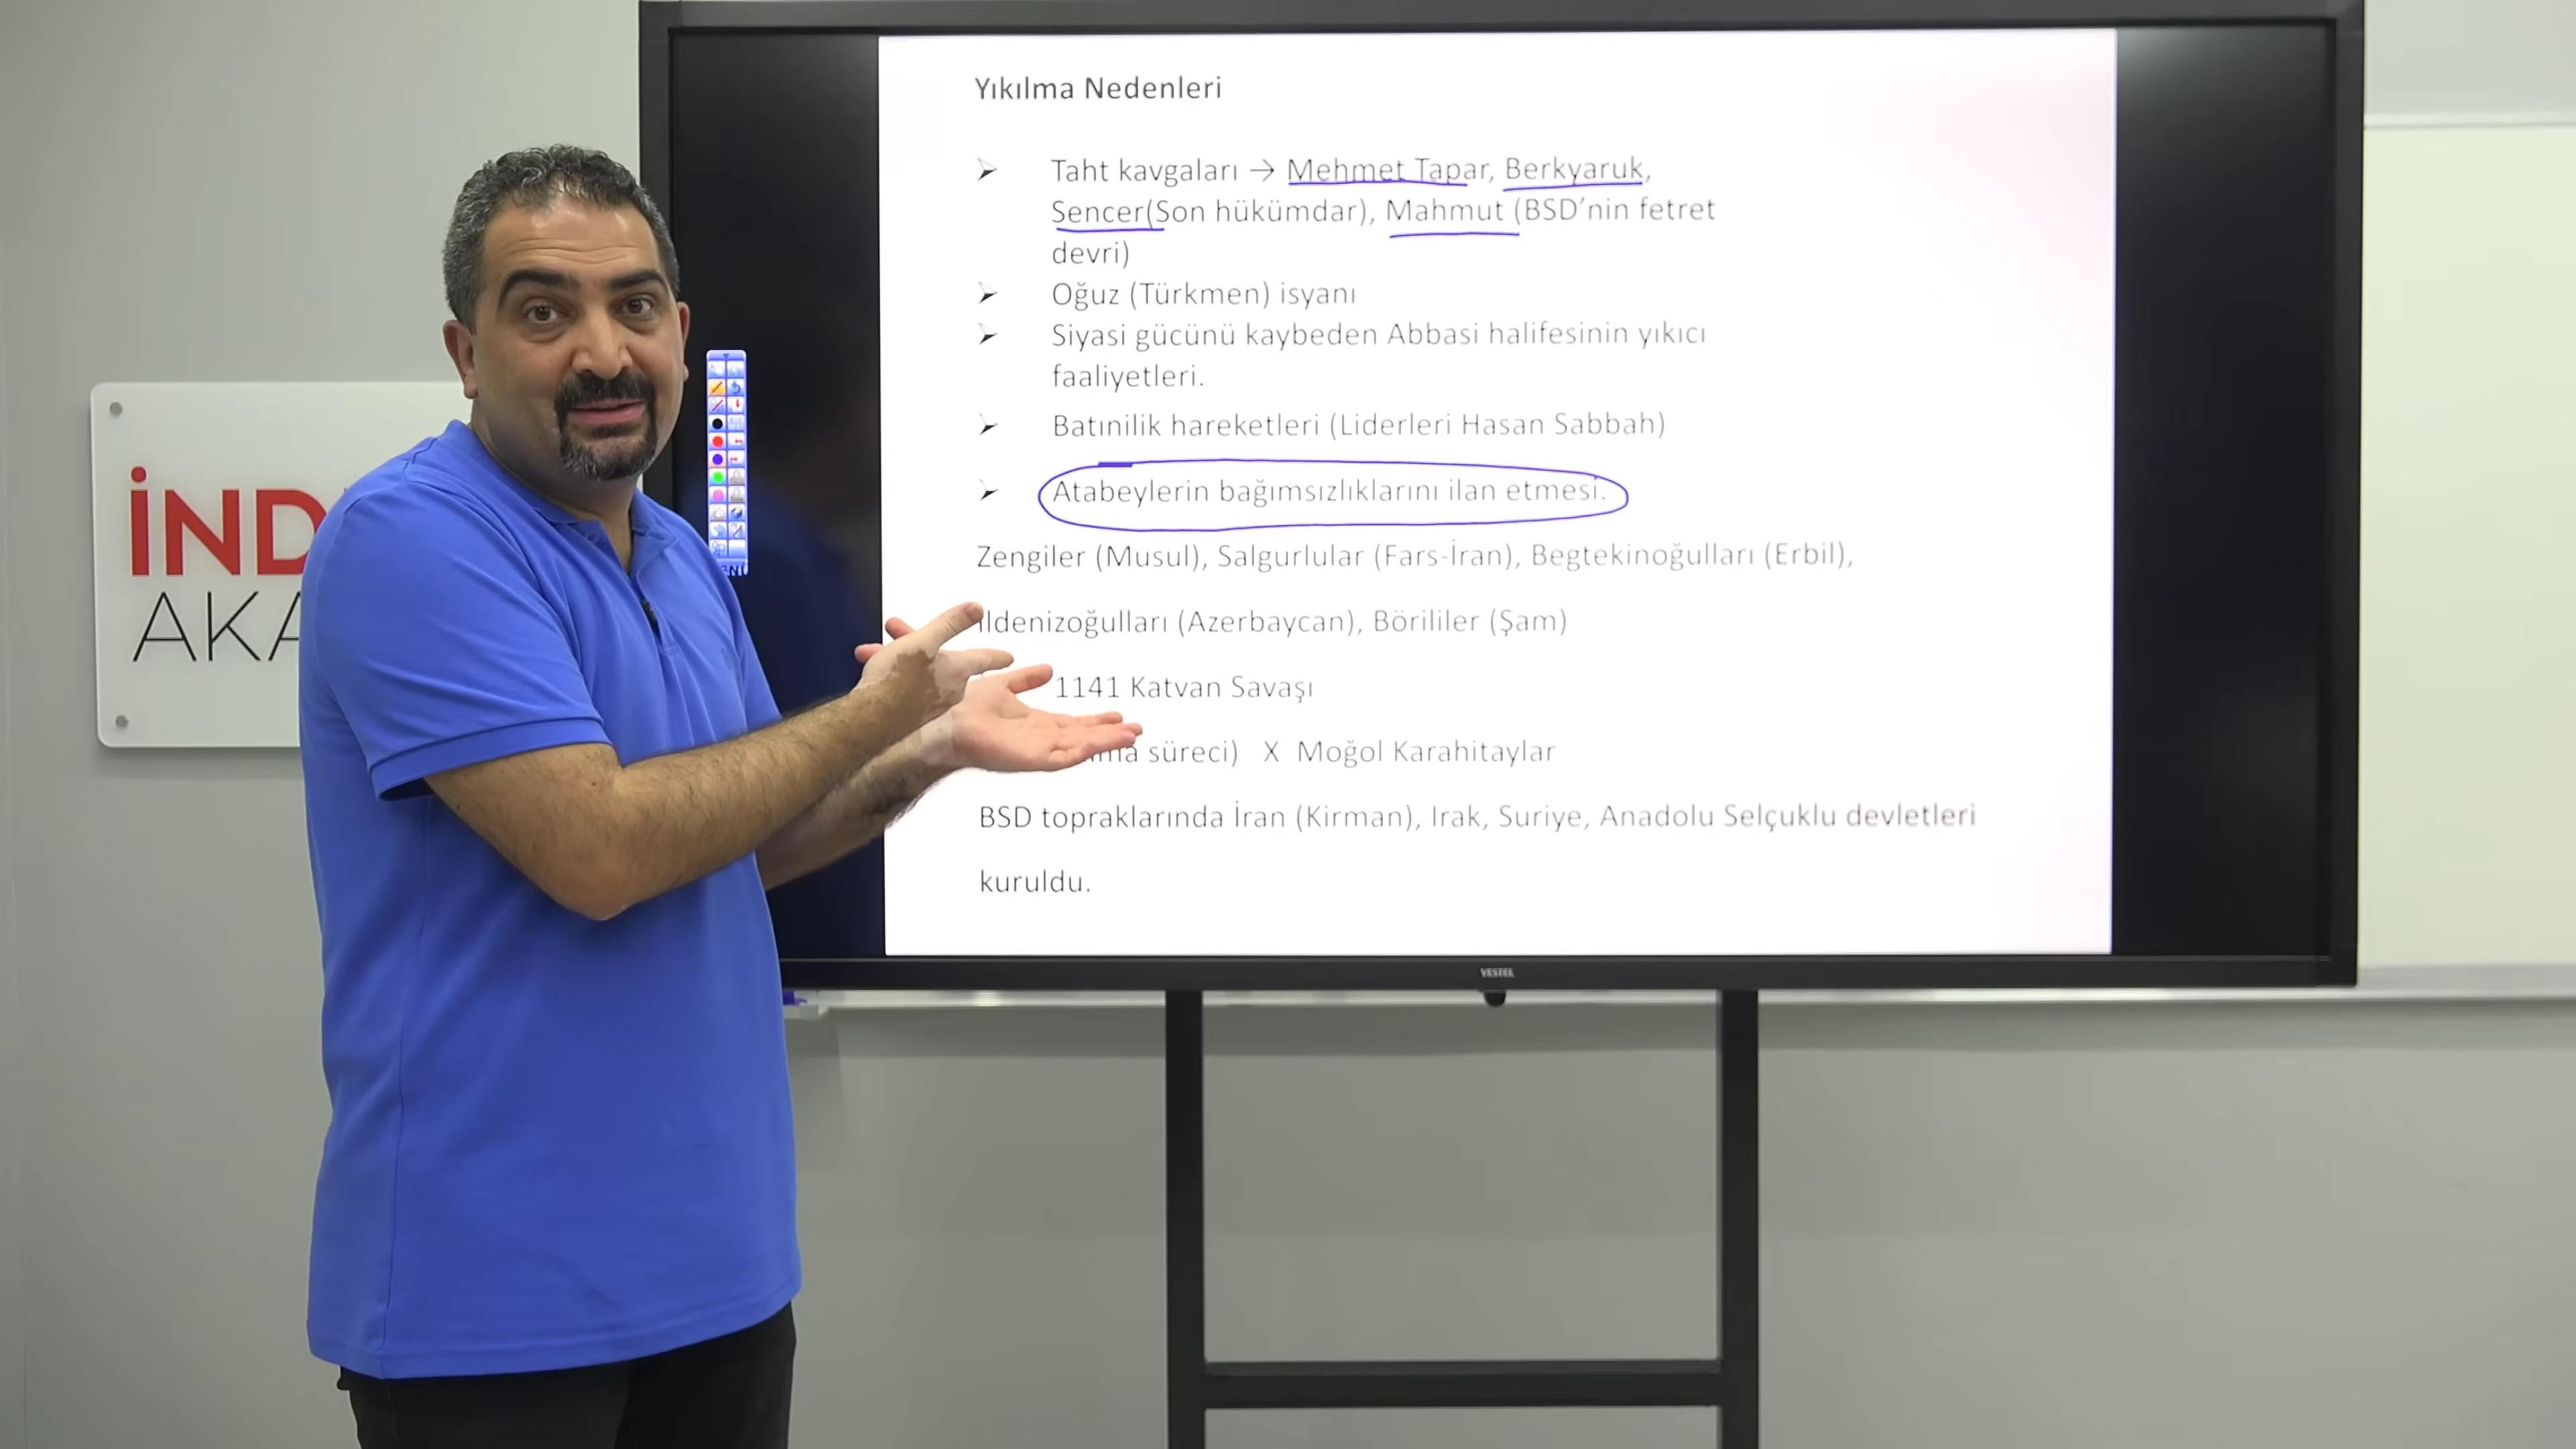 Yıkılma Nedenleri
Taht kavgaları → Mehmet Tapar, Berkyaruk,
Sencer(Son hükümdar), Mahmut (BSD'nin fetret
devri)
Oğuz (Türkmen) isyanı
Siyasi gücünü kaybeden Abbasi halifesinin yıkıcı
faaliyetleri.
Batınilik hareketleri (Liderleri Hasan Sabbah)
Atabeylerin bağımsızlıklarını ilan etmesi.
Zengiler (Musul), Salgurlular (Fars-İran), Begtekinoğulları (Erbil),
ldenizoğulları (Azerbaycan), Börililer (Şam)
1141 Katvan Savaşı
süreci) X Moğol Karahitaylar
BSD topraklarında İran (Kirman), Irak, Suriye, Anadolu Selçuklu devletleri
kuruldu.
İND
AKA
VESTEL